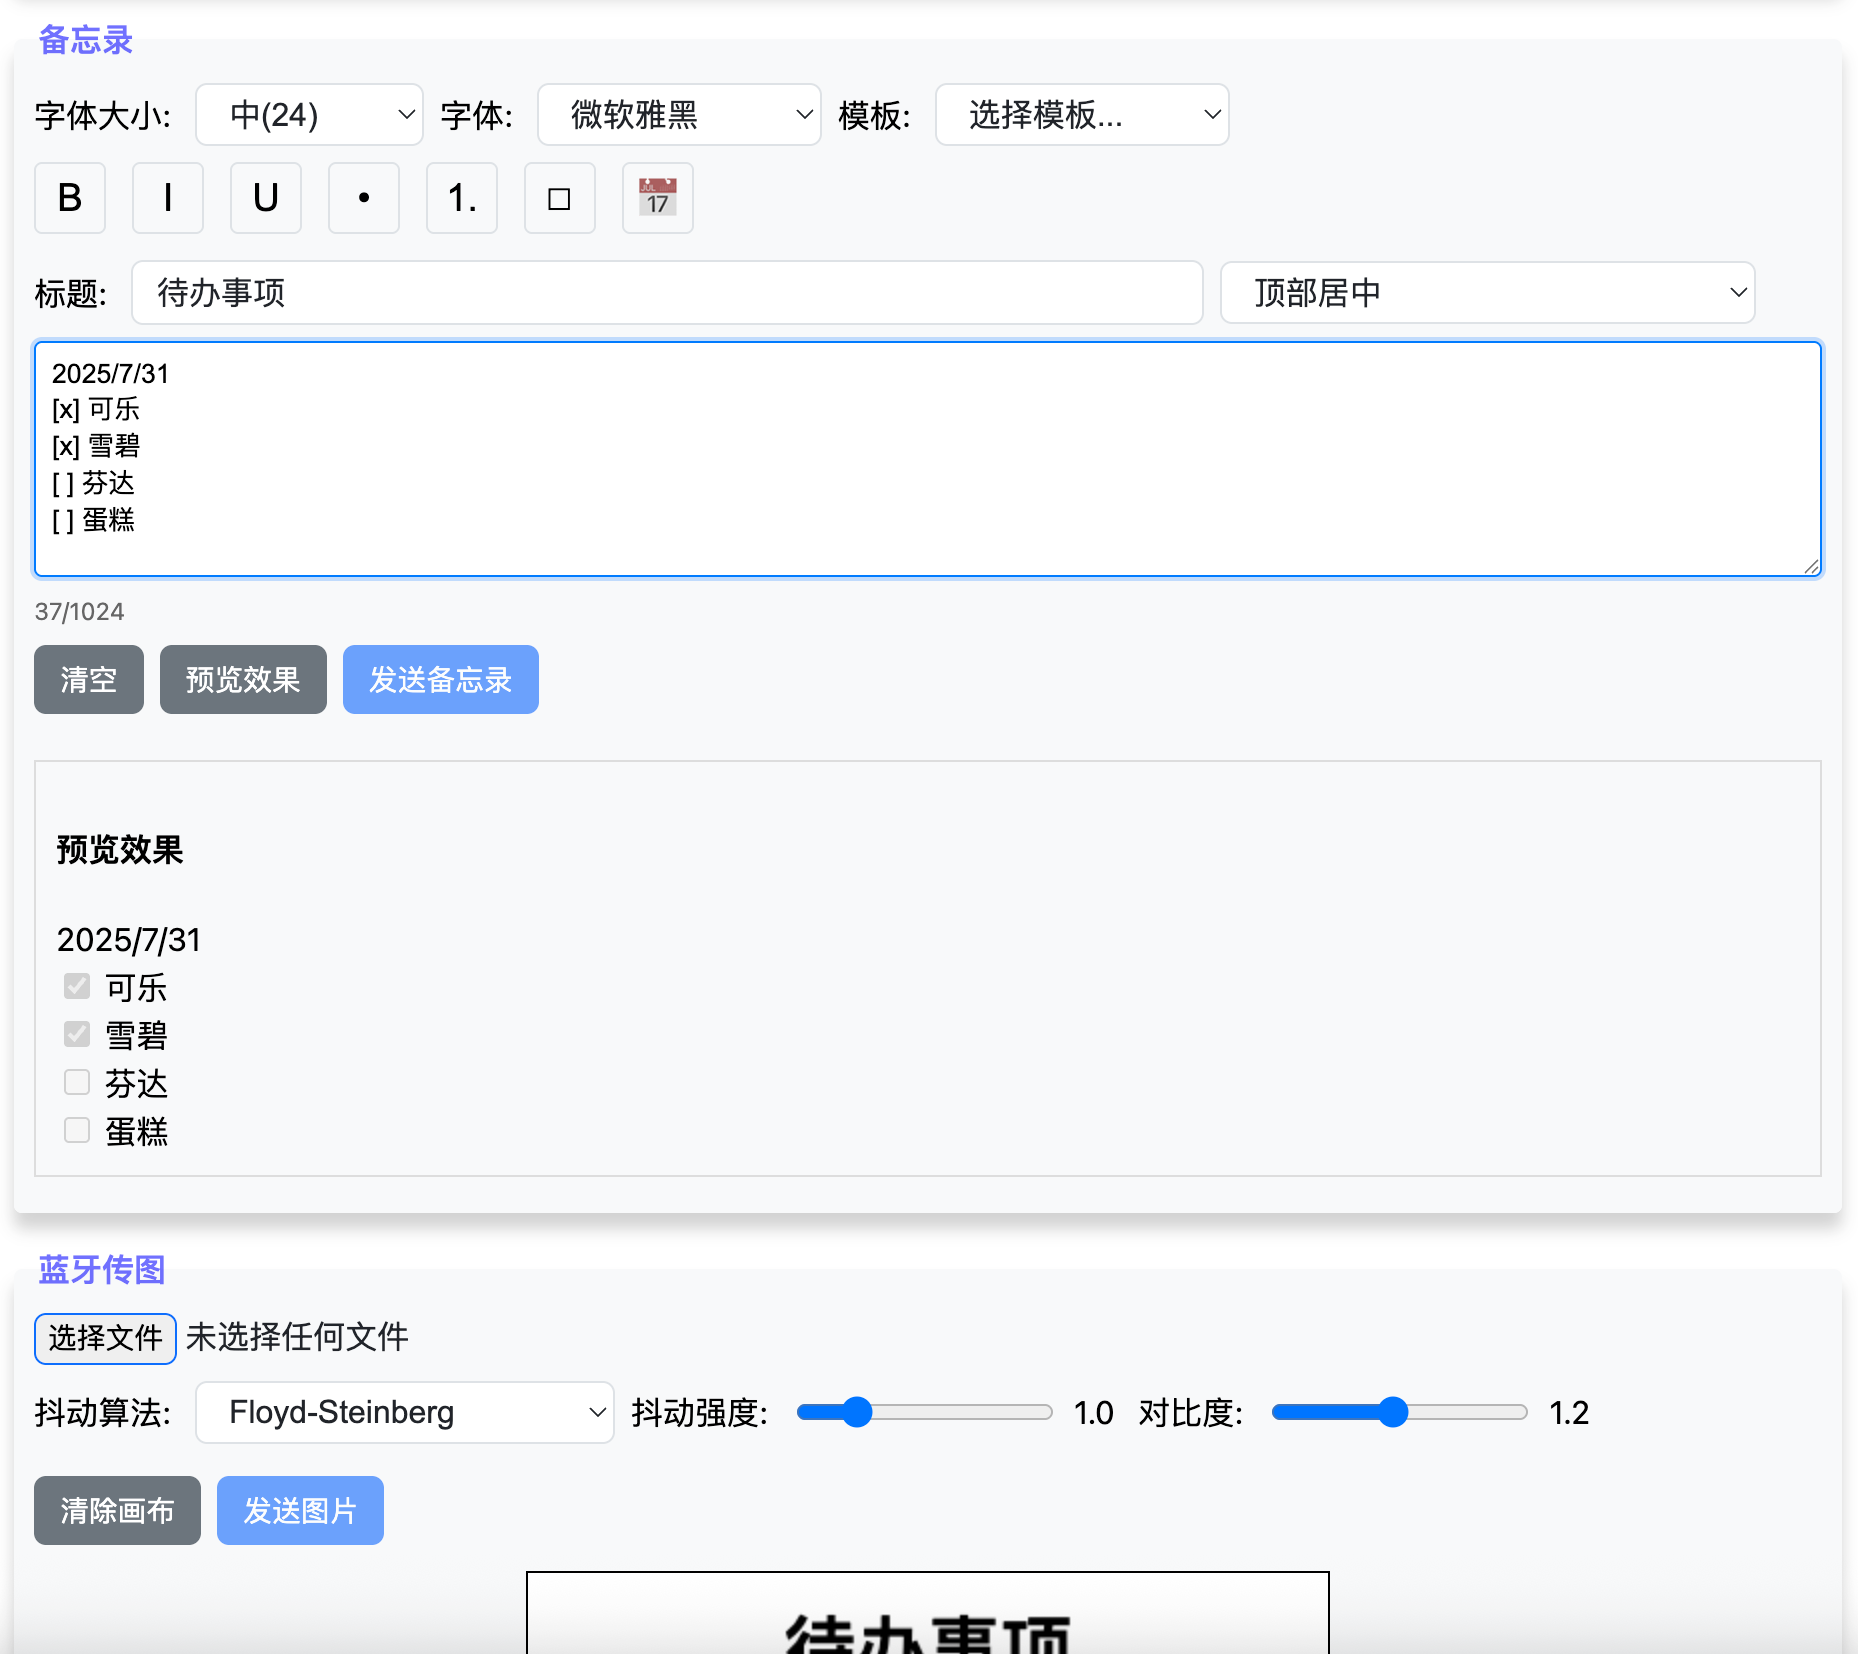 备忘录
字体大小: 中(24) 字体: 微软雅黑 模板: 选择模板...
B I U • 1. □ JUL 17
标题: 待办事项 顶部居中
2025/7/31
[x] 可乐
[x] 雪碧
[ ] 芬达
[ ] 蛋糕
37/1024
清空 预览效果 发送备忘录
预览效果
2025/7/31
可乐
雪碧
芬达
蛋糕
蓝牙传图
选择文件 未选择任何文件
抖动算法: Floyd-Steinberg 抖动强度: 1.0 对比度: 1.2
清除画布 发送图片
待办事项